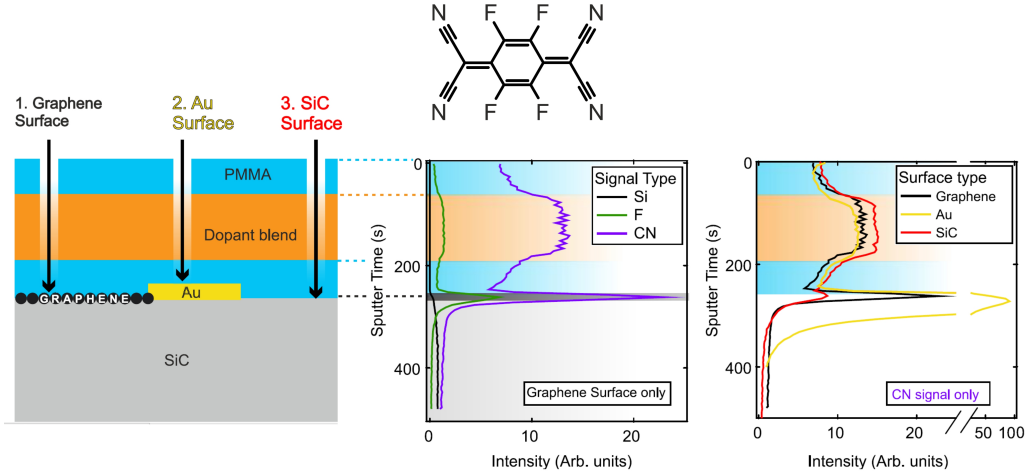 N
N
F
F
N
F
F
N
1. Graphene
Surface
2. Au
Surface
3. SiC
Surface
PMMA
Dopant blend
Au
GRAPHENE
SiC
0
200
400
Sputter Time (s)
Signal Type
Si
F
CN
Graphene Surface only
0
10
20
Intensity (Arb. units)
0
200
400
Sputter Time (s)
Surface type
Graphene
Au
SiC
CN signal only
0
10
20
50
100
Intensity (Arb. units)